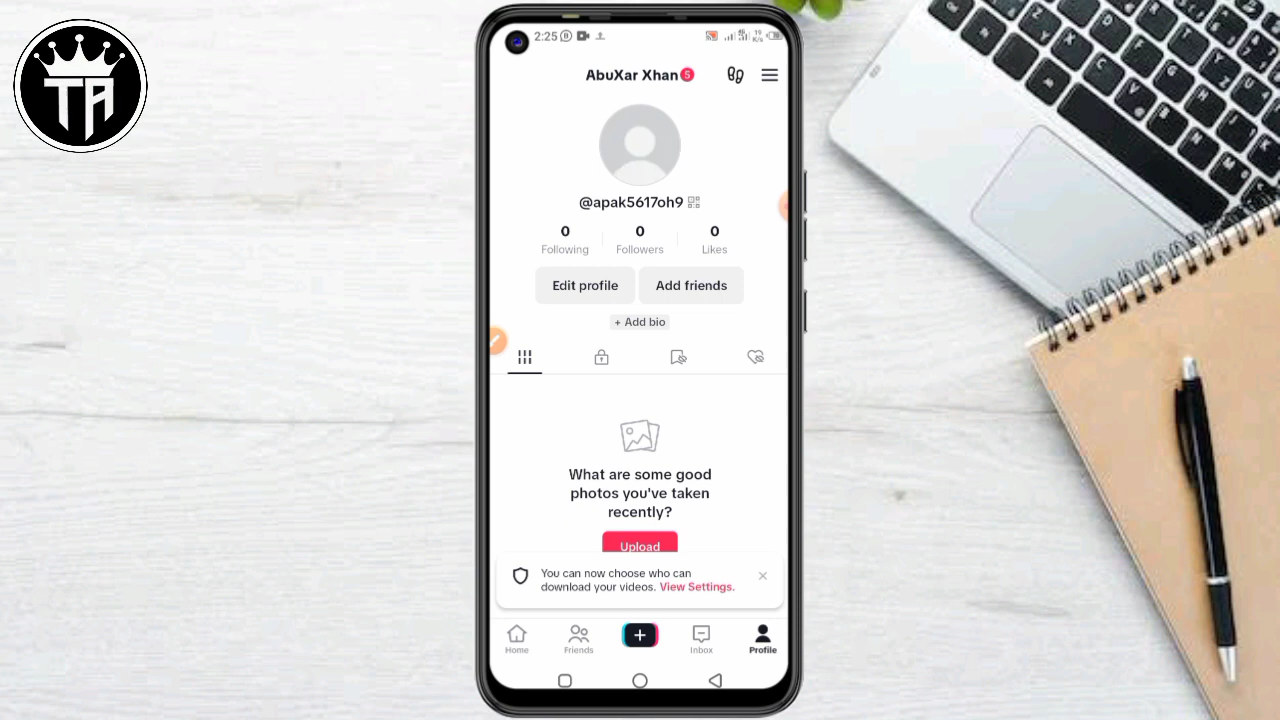 TA
2:25
AbuXar Xhan 5
@apak5617oh9
0 0 0
Following Followers Likes
Edit profile Add friends
+ Add bio
What are some good
photos you've taken
recently?
Upload
You can now choose who can
download your videos. View Settings.
Home Friends Inbox Profile